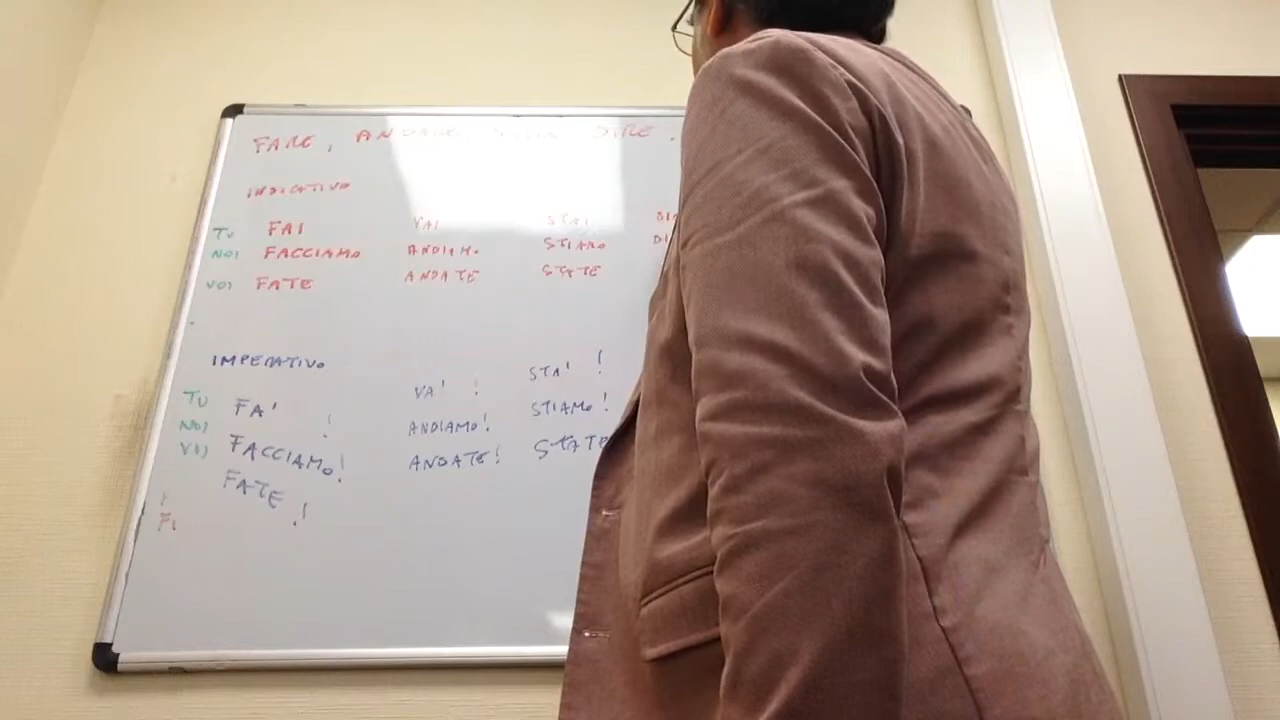 FARE, ANDARE, STARE DIRE.
INDICATIVO
TU FAI VAI STAI
NOI FACCIAMO ANDIAMO STIAMO
VOI FATE ANDATE STATE
IMPERATIVO
TU FA' ! VA' ! STA' !
NOI FACCIAMO! ANDIAMO! STIAMO!
VOI FATE ! ANDATE! STATE